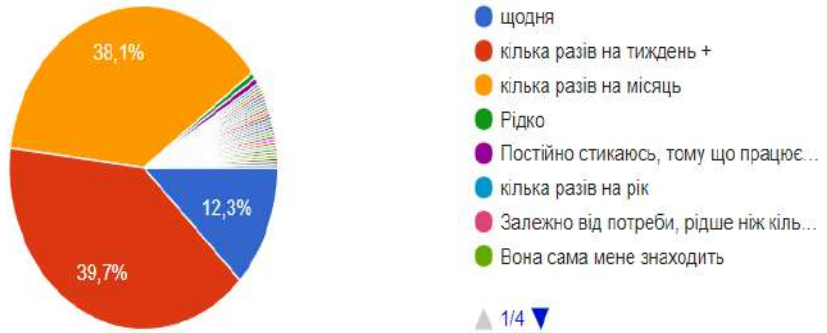 38,1%
12,3%
39,7%
щодня
кілька разів на тиждень +
кілька разів на місяць
Рідко
Постійно стикаюсь, тому що працює...
кілька разів на рік
Залежно від потреби, рідше ніж кіль...
Вона сама мене знаходить
1/4